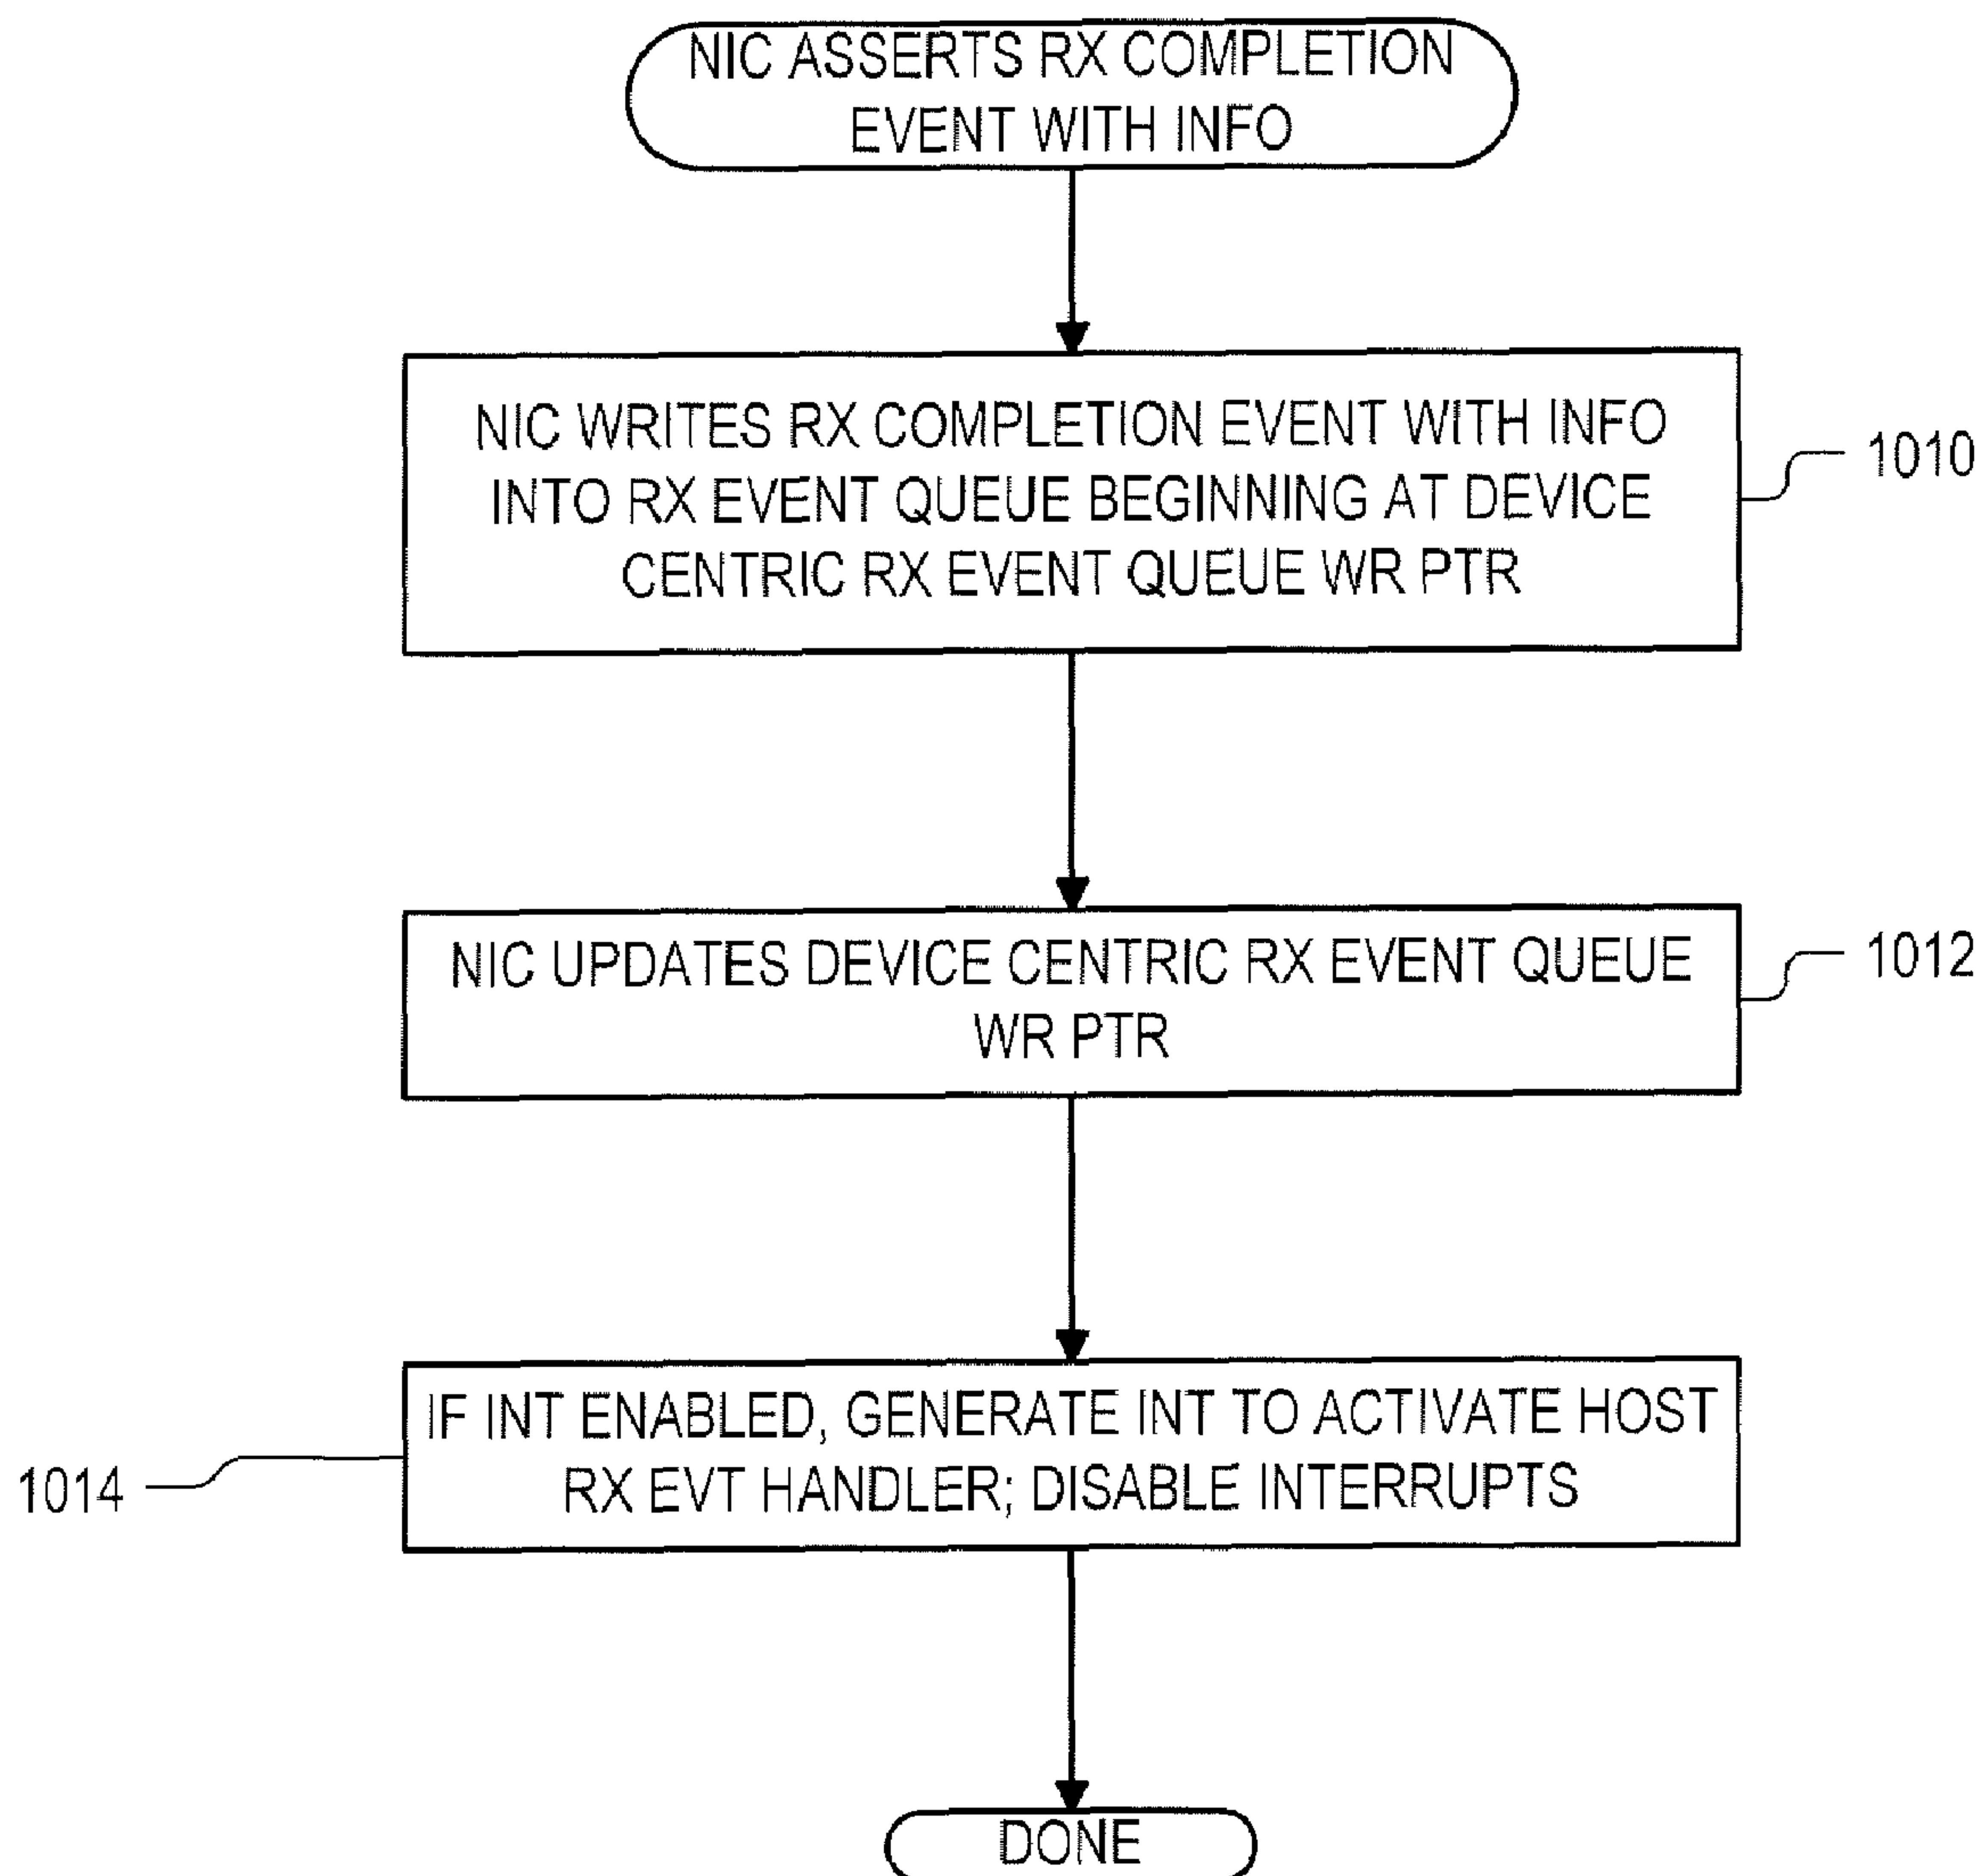 NIC ASSERTS RX COMPLETION
EVENT WITH INFO
NIC WRITES RX COMPLETION EVENT WITH INFO
INTO RX EVENT QUEUE BEGINNING AT DEVICE
CENTRIC RX EVENT QUEUE WR PTR
1010
NIC UPDATES DEVICE CENTRIC RX EVENT QUEUE
WR PTR
1012
IF INT ENABLED, GENERATE INT TO ACTIVATE HOST
RX EVT HANDLER; DISABLE INTERRUPTS
1014
DONE